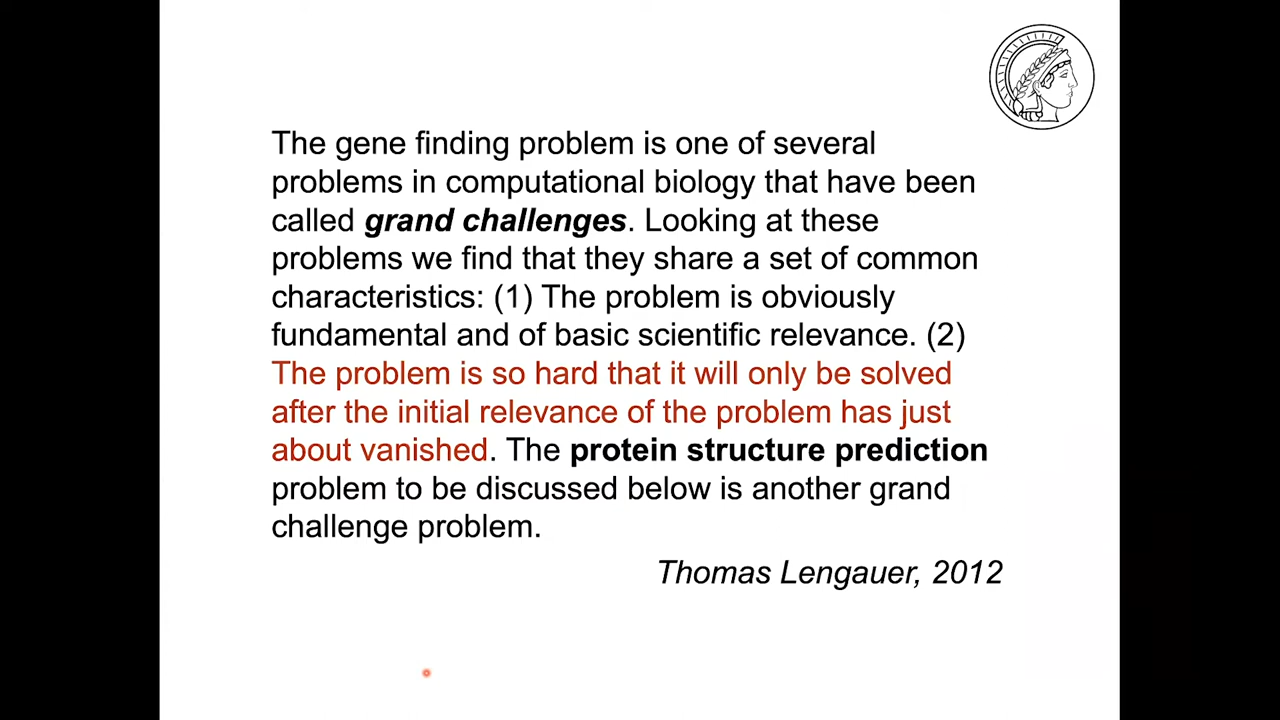 The gene finding problem is one of several
problems in computational biology that have been
called grand challenges. Looking at these
problems we find that they share a set of common
characteristics: (1) The problem is obviously
fundamental and of basic scientific relevance. (2)
The problem is so hard that it will only be solved
after the initial relevance of the problem has just
about vanished. The protein structure prediction
problem to be discussed below is another grand
challenge problem.
Thomas Lengauer, 2012